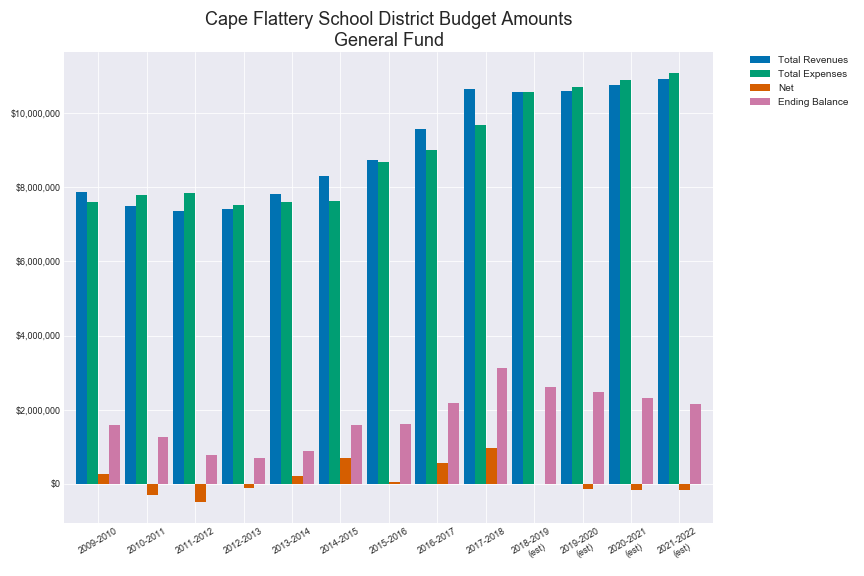 Cape Flattery School District Budget Amounts
General Fund
Total Revenues
Total Expenses
Net
Ending Balance
$10,000,000
$8,000,000
$6,000,000
$4,000,000
$2,000,000
$0
2009-2010
2010-2011
2011-2012
2012-2013
2013-2014
2014-2015
2015-2016
2016-2017
2017-2018
2018-2019
(est)
2019-2020
(est)
2020-2021
(est)
2021-2022
(est)